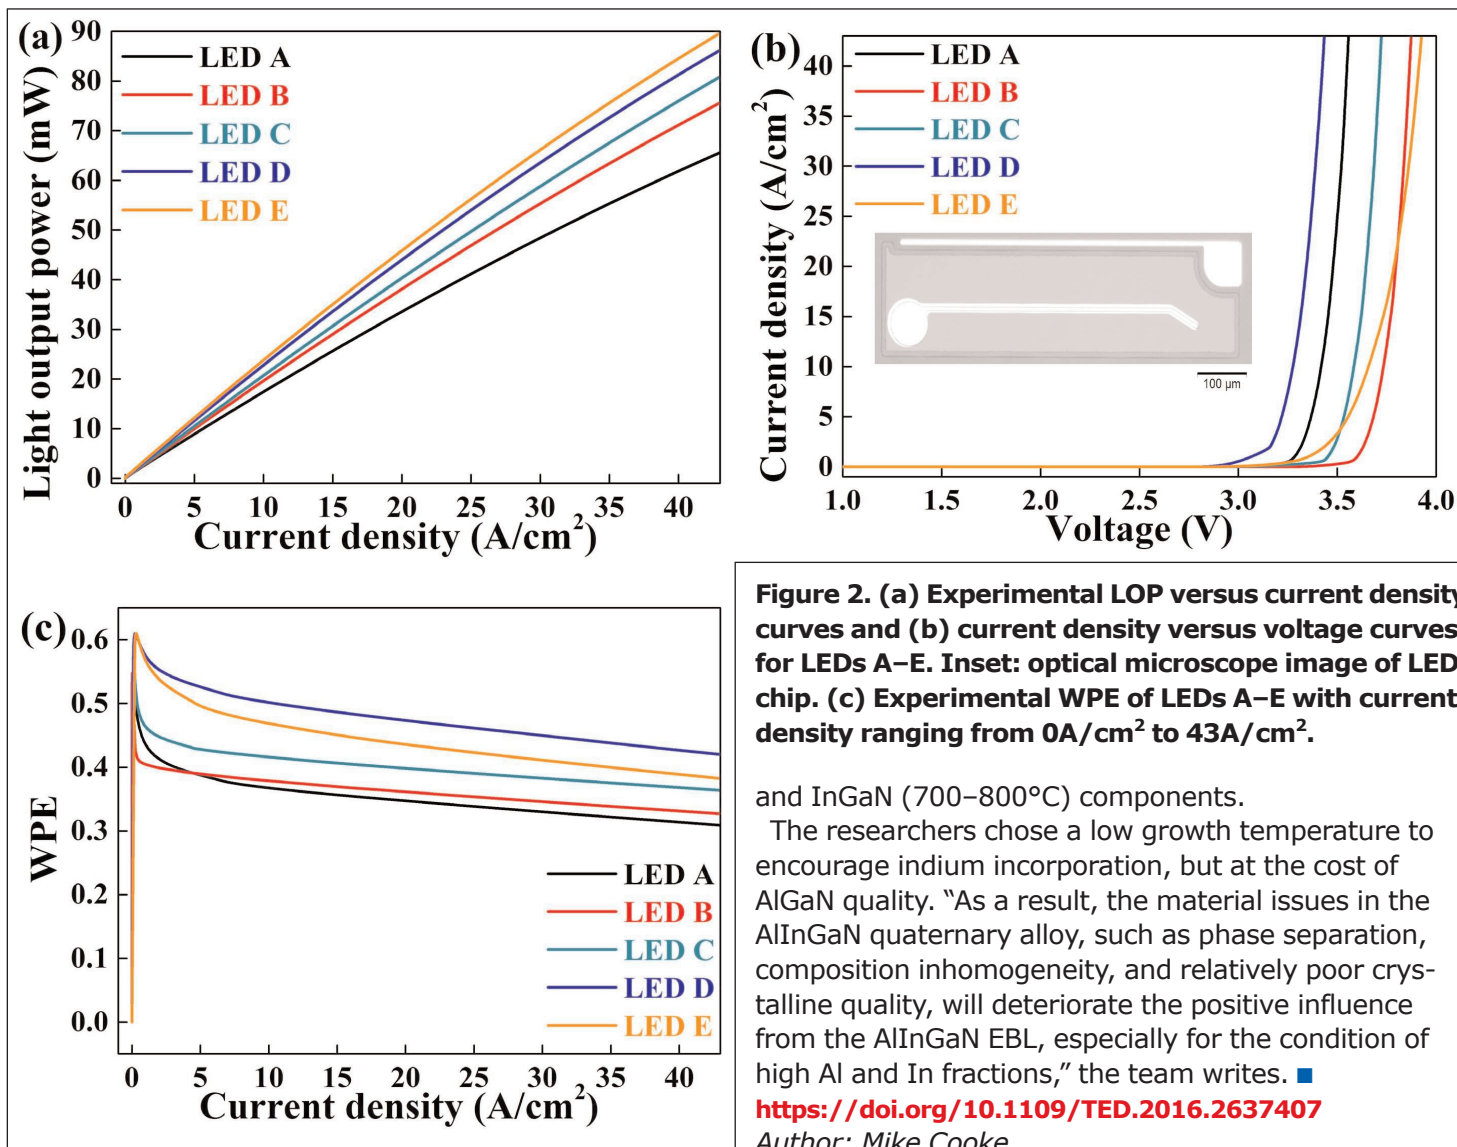 (a)
90
80
70
60
50
40
30
20
10
0
Light output power (mW)
LED A
LED B
LED C
LED D
LED E
0 5 10 15 20 25 30 35 40
Current density (A/cm²)
(b)
40
35
30
25
20
15
10
5
0
Current density (A/cm²)
LED A
LED B
LED C
LED D
LED E
100 µm
1.0 1.5 2.0 2.5 3.0 3.5 4.0
Voltage (V)
(c)
0.6
0.5
0.4
0.3
0.2
0.1
0.0
WPE
LED A
LED B
LED C
LED D
LED E
0 5 10 15 20 25 30 35 40
Current density (A/cm²)
Figure 2. (a) Experimental LOP versus current density
curves and (b) current density versus voltage curves
for LEDs A–E. Inset: optical microscope image of LED
chip. (c) Experimental WPE of LEDs A–E with current
density ranging from 0A/cm² to 43A/cm².
and InGaN (700–800°C) components.
The researchers chose a low growth temperature to
encourage indium incorporation, but at the cost of
AlGaN quality. “As a result, the material issues in the
AlInGaN quaternary alloy, such as phase separation,
composition inhomogeneity, and relatively poor crys-
talline quality, will deteriorate the positive influence
from the AlInGaN EBL, especially for the condition of
high Al and In fractions,” the team writes. ■
https://doi.org/10.1109/TED.2016.2637407
Author: Mike Cooke